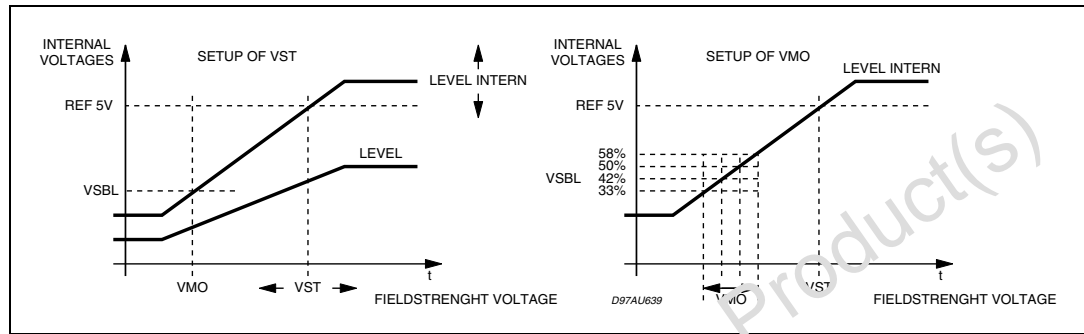 INTERNAL
VOLTAGES
SETUP OF VST
LEVEL INTERN
REF 5V
LEVEL
VSBL
t
VMO
VST
FIELDSTRENGHT VOLTAGE
INTERNAL
VOLTAGES
SETUP OF VMO
LEVEL INTERN
REF 5V
58%
50%
VSBL
42%
33%
t
D97AU639
VMO
VST
FIELDSTRENGHT VOLTAGE
Product(s)